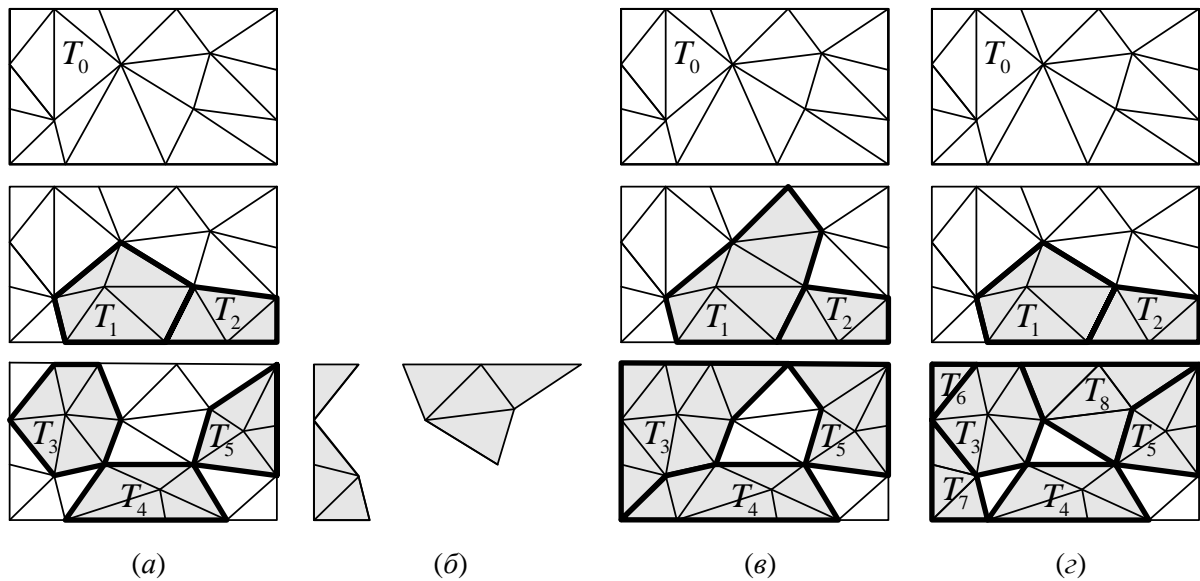 T₀ T₀ T₀
T₁ T₂ T₁ T₂ T₁ T₂
T₆ T₈
T₃ T₅ T₃ T₅ T₃ T₅
T₄ T₄ T₇ T₄
(а) (б) (в) (г)